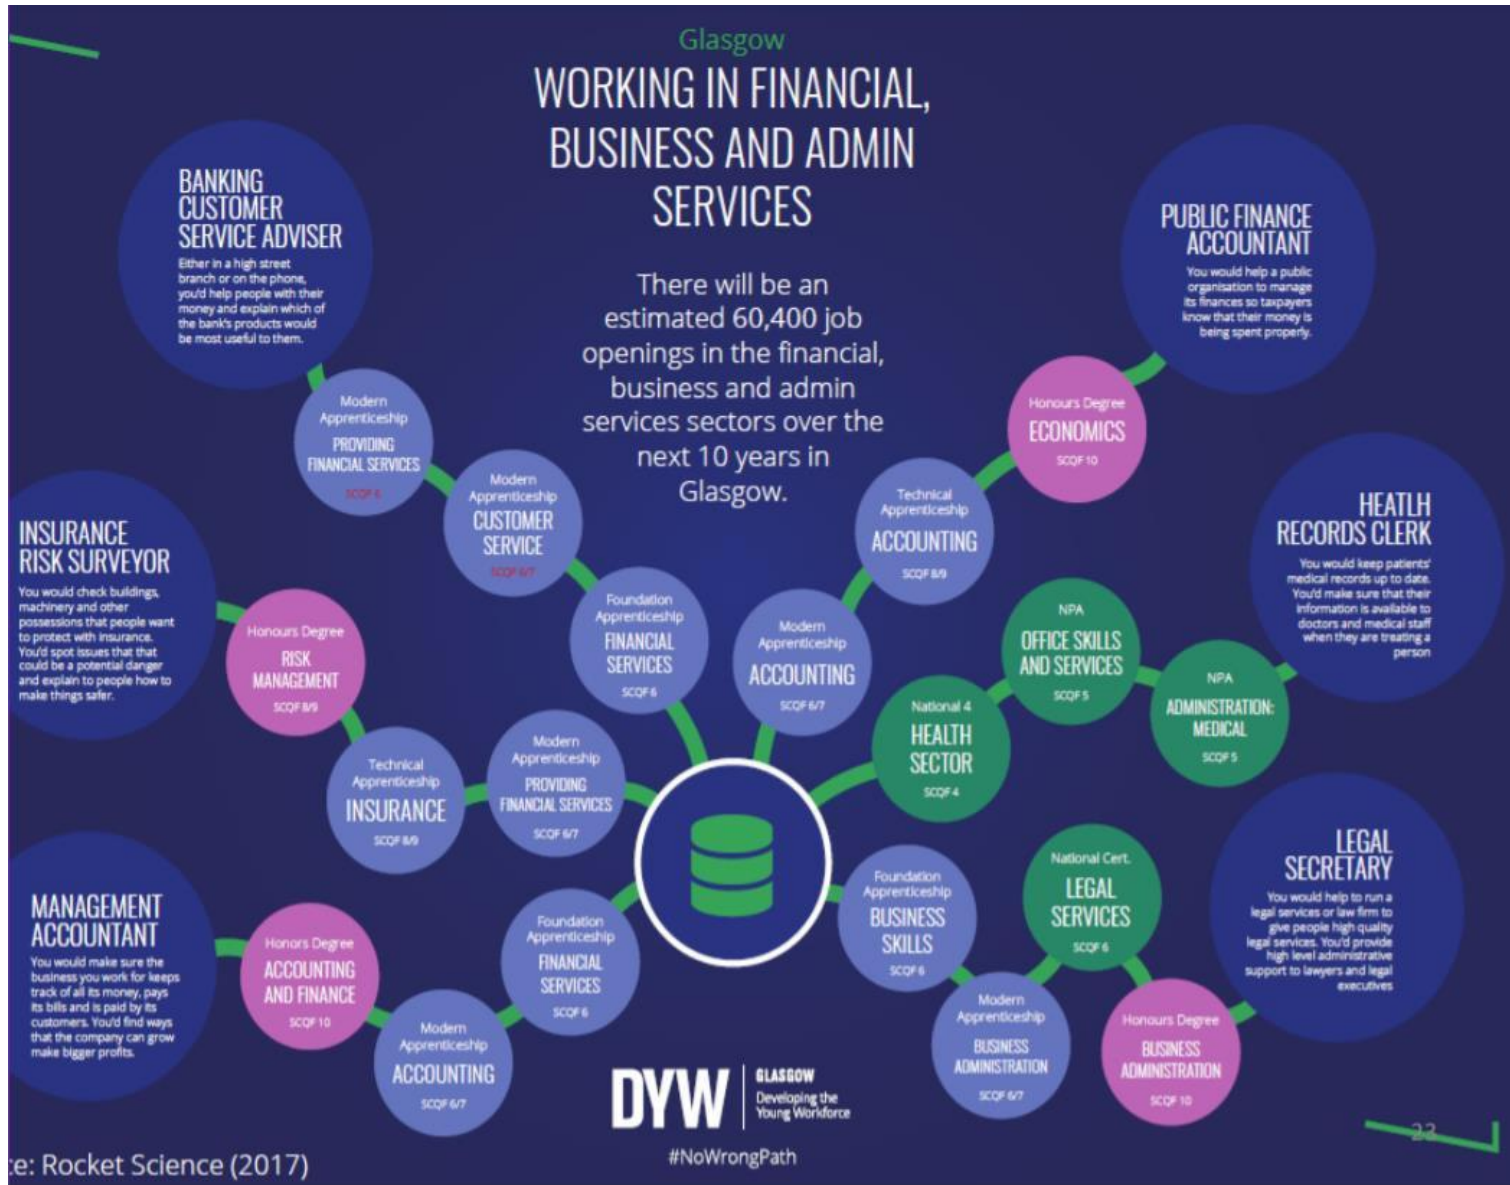 Glasgow
WORKING IN FINANCIAL,
BUSINESS AND ADMIN
SERVICES
There will be an
estimated 60,400 job
openings in the financial,
business and admin
services sectors over the
next 10 years in
Glasgow.
BANKING
CUSTOMER
SERVICE ADVISER
Either in a high street
branch or on the phone,
you'd help people with their
money and explain which of
the bank's products would
be most useful to them.
Modern
Apprenticeship
PROVIDING
FINANCIAL SERVICES
SCQF 6
Modern
Apprenticeship
CUSTOMER
SERVICE
SCQF 6/7
Foundation
Apprenticeship
FINANCIAL
SERVICES
SCQF 6
INSURANCE
RISK SURVEYOR
You would check buildings,
machinery and other
possessions that people want
to protect with insurance.
You'd spot issues that that
could be a potential danger
and explain to people how to
make things safer.
Honours Degree
RISK
MANAGEMENT
SCQF 8/9
Technical
Apprenticeship
INSURANCE
SCQF 8/9
Modern
Apprenticeship
PROVIDING
FINANCIAL SERVICES
SCQF 6/7
MANAGEMENT
ACCOUNTANT
You would make sure the
business you work for keeps
track of all its money, pays
its bills and is paid by its
customers. You'd find ways
that the company can grow
make bigger profits.
Honors Degree
ACCOUNTING
AND FINANCE
SCQF 10
Modern
Apprenticeship
ACCOUNTING
SCQF 6/7
Foundation
Apprenticeship
FINANCIAL
SERVICES
SCQF 6
PUBLIC FINANCE
ACCOUNTANT
You would help a public
organisation to manage
its finances so taxpayers
know that their money is
being spent properly.
Honours Degree
ECONOMICS
SCQF 10
Technical
Apprenticeship
ACCOUNTING
SCQF 8/9
Modern
Apprenticeship
ACCOUNTING
SCQF 6/7
HEATLH
RECORDS CLERK
You would keep patients'
medical records up to date.
You'd make sure that their
information is available to
doctors and medical staff
when they are treating a
person
NPA
OFFICE SKILLS
AND SERVICES
SCQF 5
NPA
ADMINISTRATION:
MEDICAL
SCQF 5
National 4
HEALTH
SECTOR
SCQF 4
LEGAL
SECRETARY
You would help to run a
legal services or law firm to
give people high quality
legal services. You'd provide
high level administrative
support to lawyers and legal
executives
National Cert.
LEGAL
SERVICES
SCQF 6
Foundation
Apprenticeship
BUSINESS
SKILLS
SCQF 6
Modern
Apprenticeship
BUSINESS
ADMINISTRATION
SCQF 6/7
Honours Degree
BUSINESS
ADMINISTRATION
SCQF 10
DYW
GLASGOW
Developing the
Young Workforce
#NoWrongPath
23
ce: Rocket Science (2017)